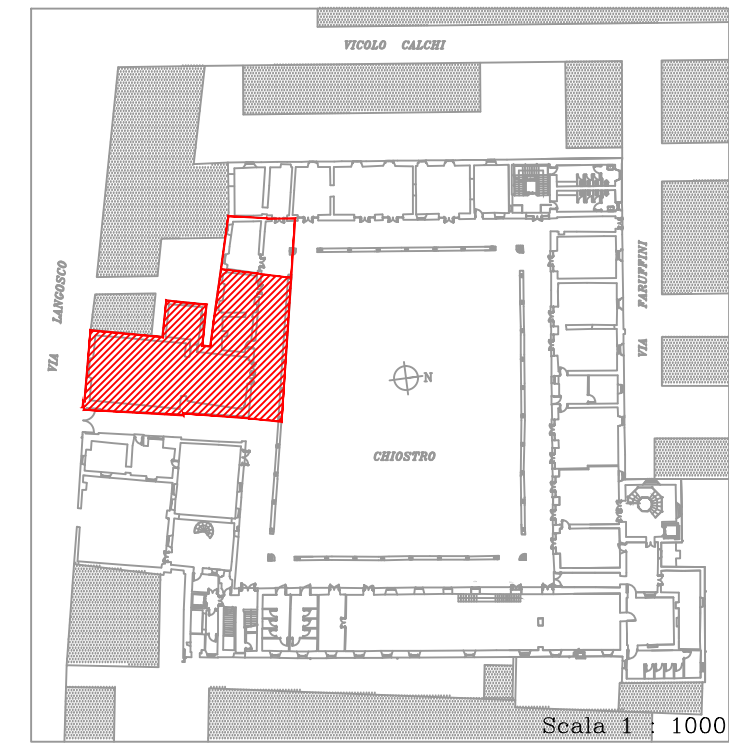 VICOLO CALCHI
VIA LANGOSCO
VIA FARUFFINI
N
CHIOSTRO
Scala 1 : 1000